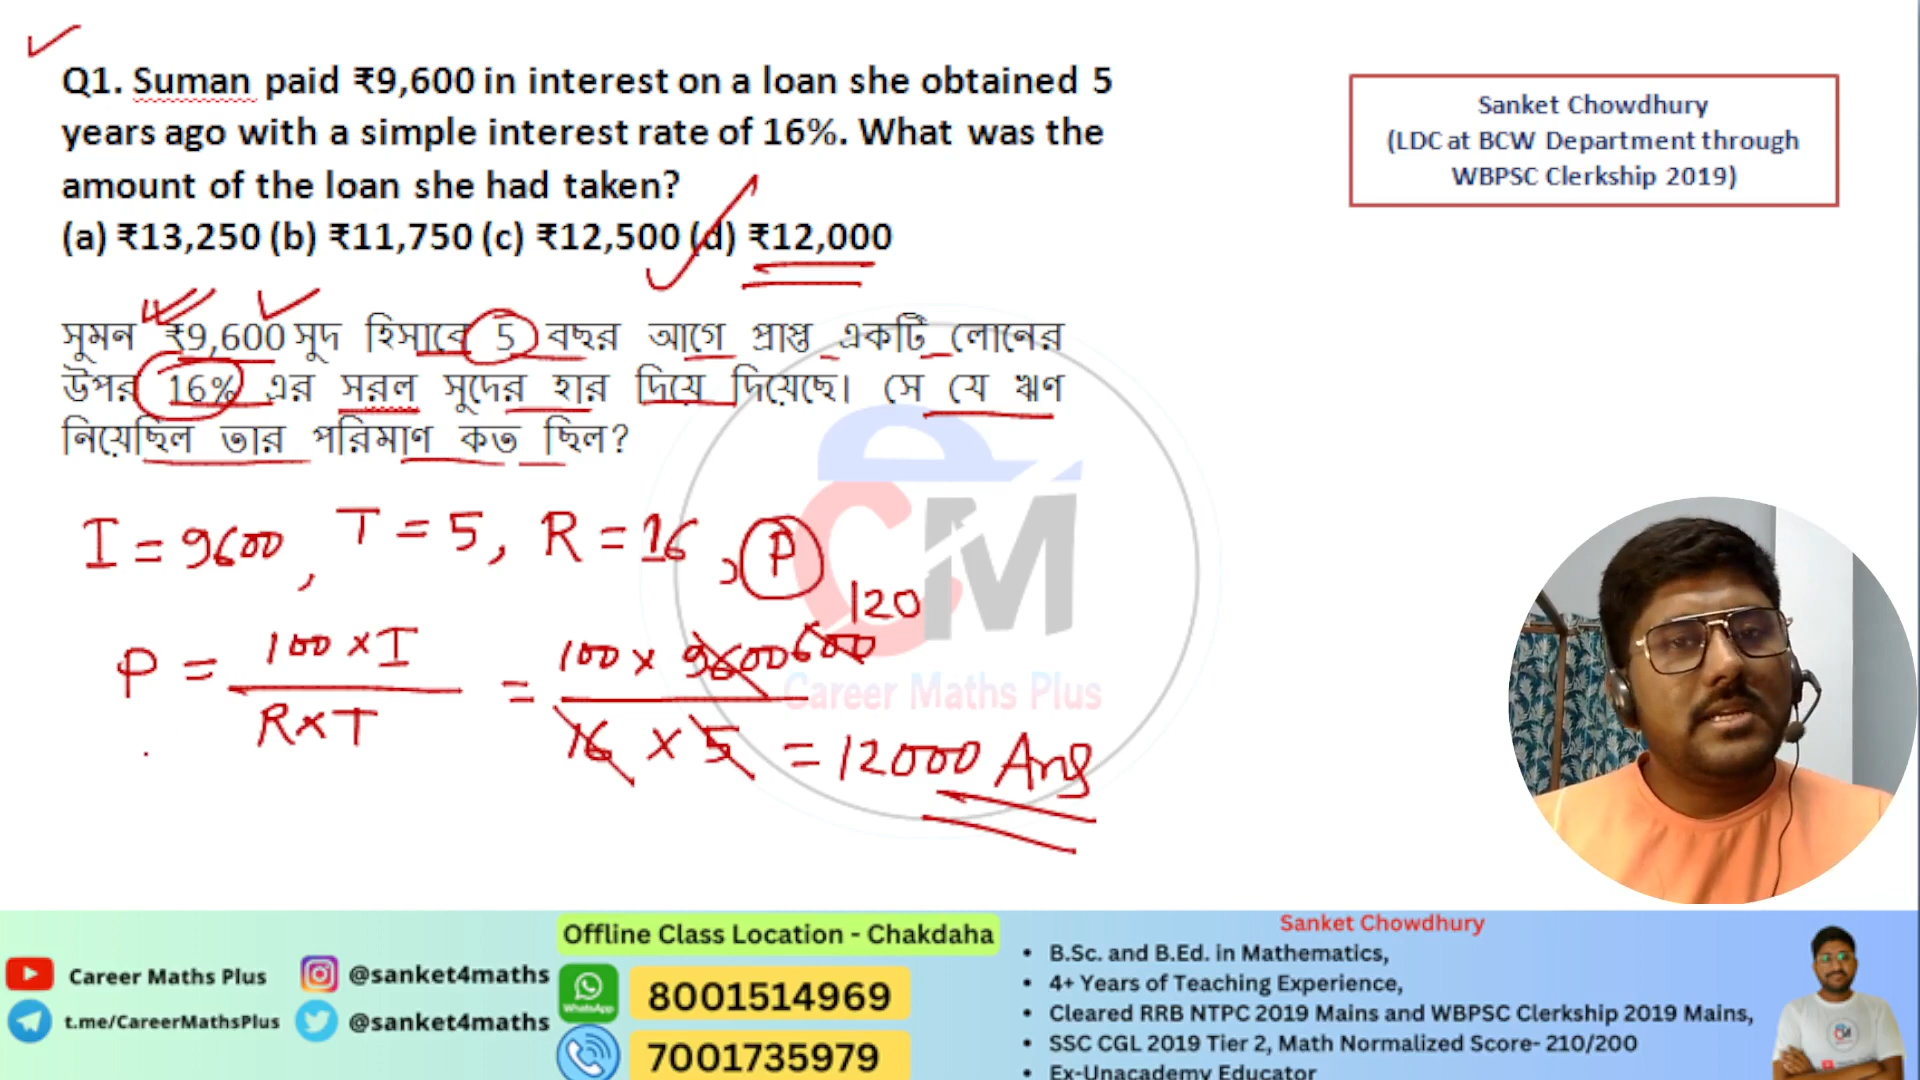 Q1. Suman paid ₹9,600 in interest on a loan she obtained 5
years ago with a simple interest rate of 16%. What was the
amount of the loan she had taken?
(a) ₹13,250 (b) ₹11,750 (c) ₹12,500 (d) ₹12,000
Sanket Chowdhury
(LDC at BCW Department through
WBPSC Clerkship 2019)
সুমন ₹9,600 সুদ হিসাবে 5 বছর আগে প্রাপ্ত একটি লোনের
উপর 16% এর সরল সুদের হার দিয়ে দিয়েছে। সে যে ঋণ
নিয়েছিল তার পরিমাণ কত ছিল?
I = 9600, T = 5, R = 16, P
120
P = 100 × I / R × T = 100 × 9600 600 / 16 × 5 = 12000 Ans
CM
Career Maths Plus
Career Maths Plus
@sanket4maths
t.me/CareerMathsPlus
@sanket4maths
Offline Class Location - Chakdaha
WhatsApp
8001514969
7001735979
Sanket Chowdhury
• B.Sc. and B.Ed. in Mathematics,
• 4+ Years of Teaching Experience,
• Cleared RRB NTPC 2019 Mains and WBPSC Clerkship 2019 Mains,
• SSC CGL 2019 Tier 2, Math Normalized Score- 210/200
• Ex-Unacademy Educator